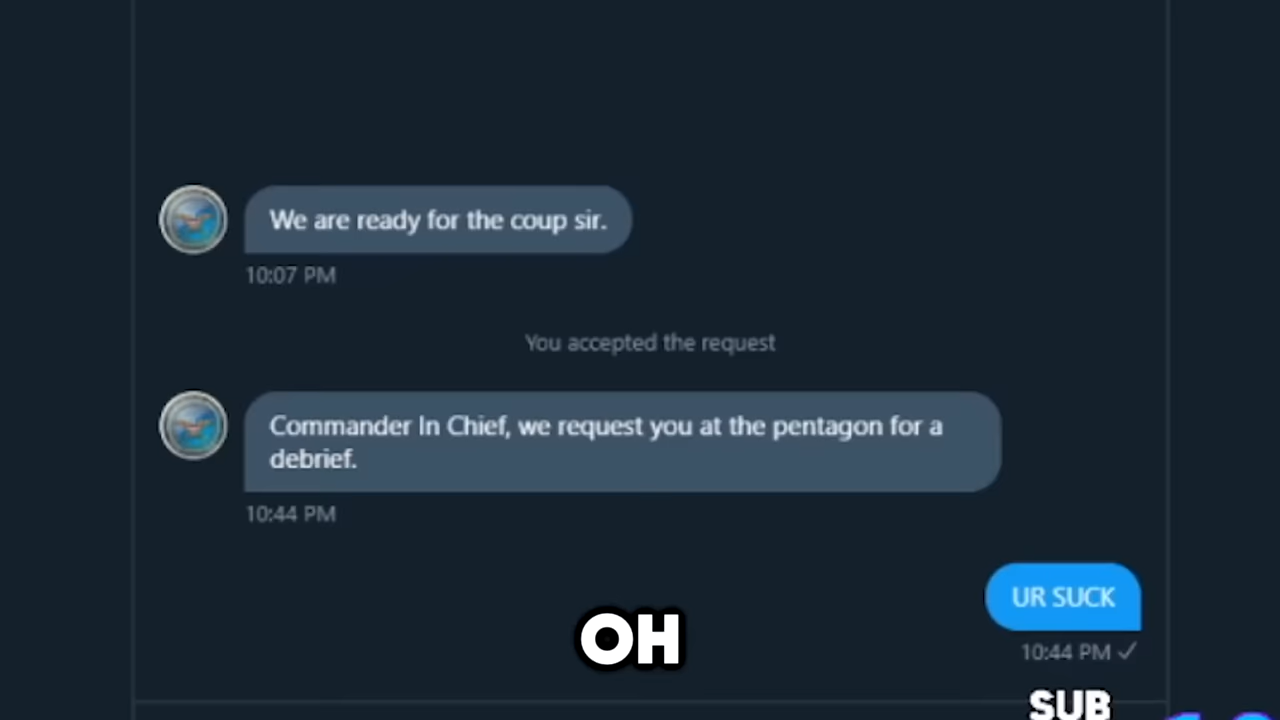 We are ready for the coup sir.
10:07 PM
You accepted the request
Commander In Chief, we request you at the pentagon for a
debrief.
10:44 PM
UR SUCK
10:44 PM
OH
SUB